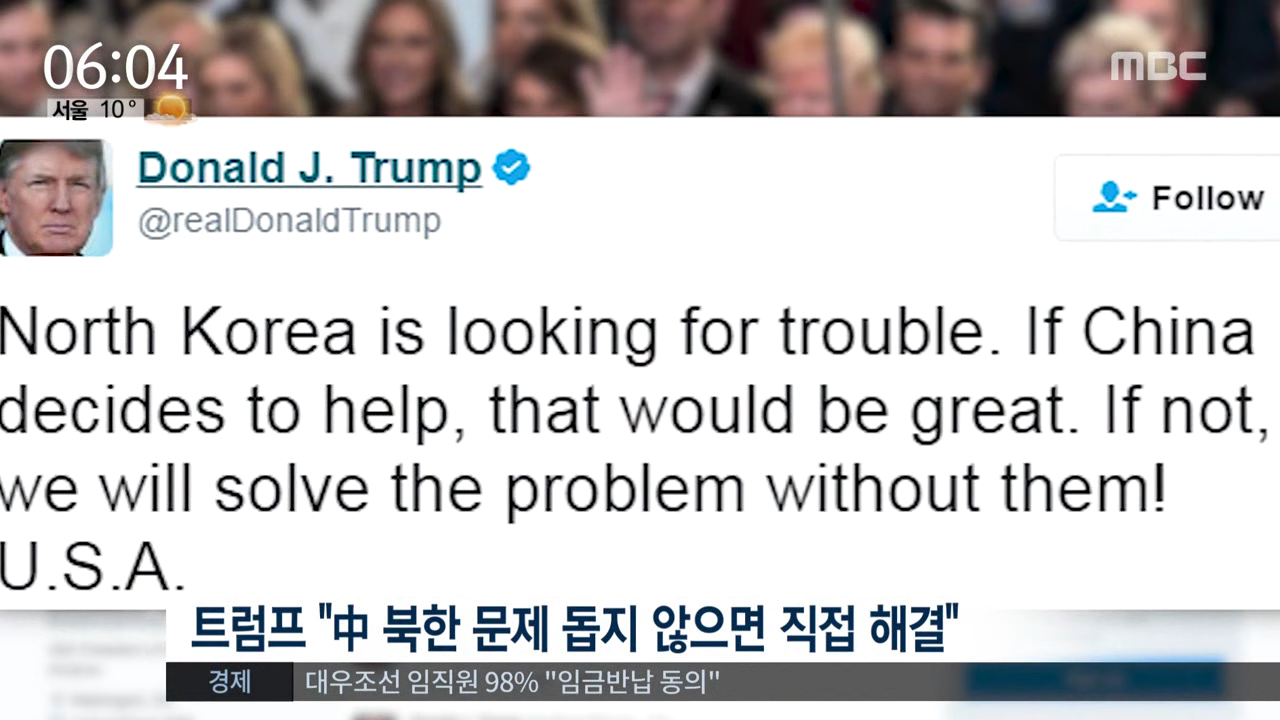 06:04
MBC
서울 10°
Donald J. Trump
Follow
@realDonaldTrump
North Korea is looking for trouble. If China
decides to help, that would be great. If not,
we will solve the problem without them!
U.S.A.
트럼프 "中 북한 문제 돕지 않으면 직접 해결"
경제 대우조선 임직원 98% "임금반납 동의"